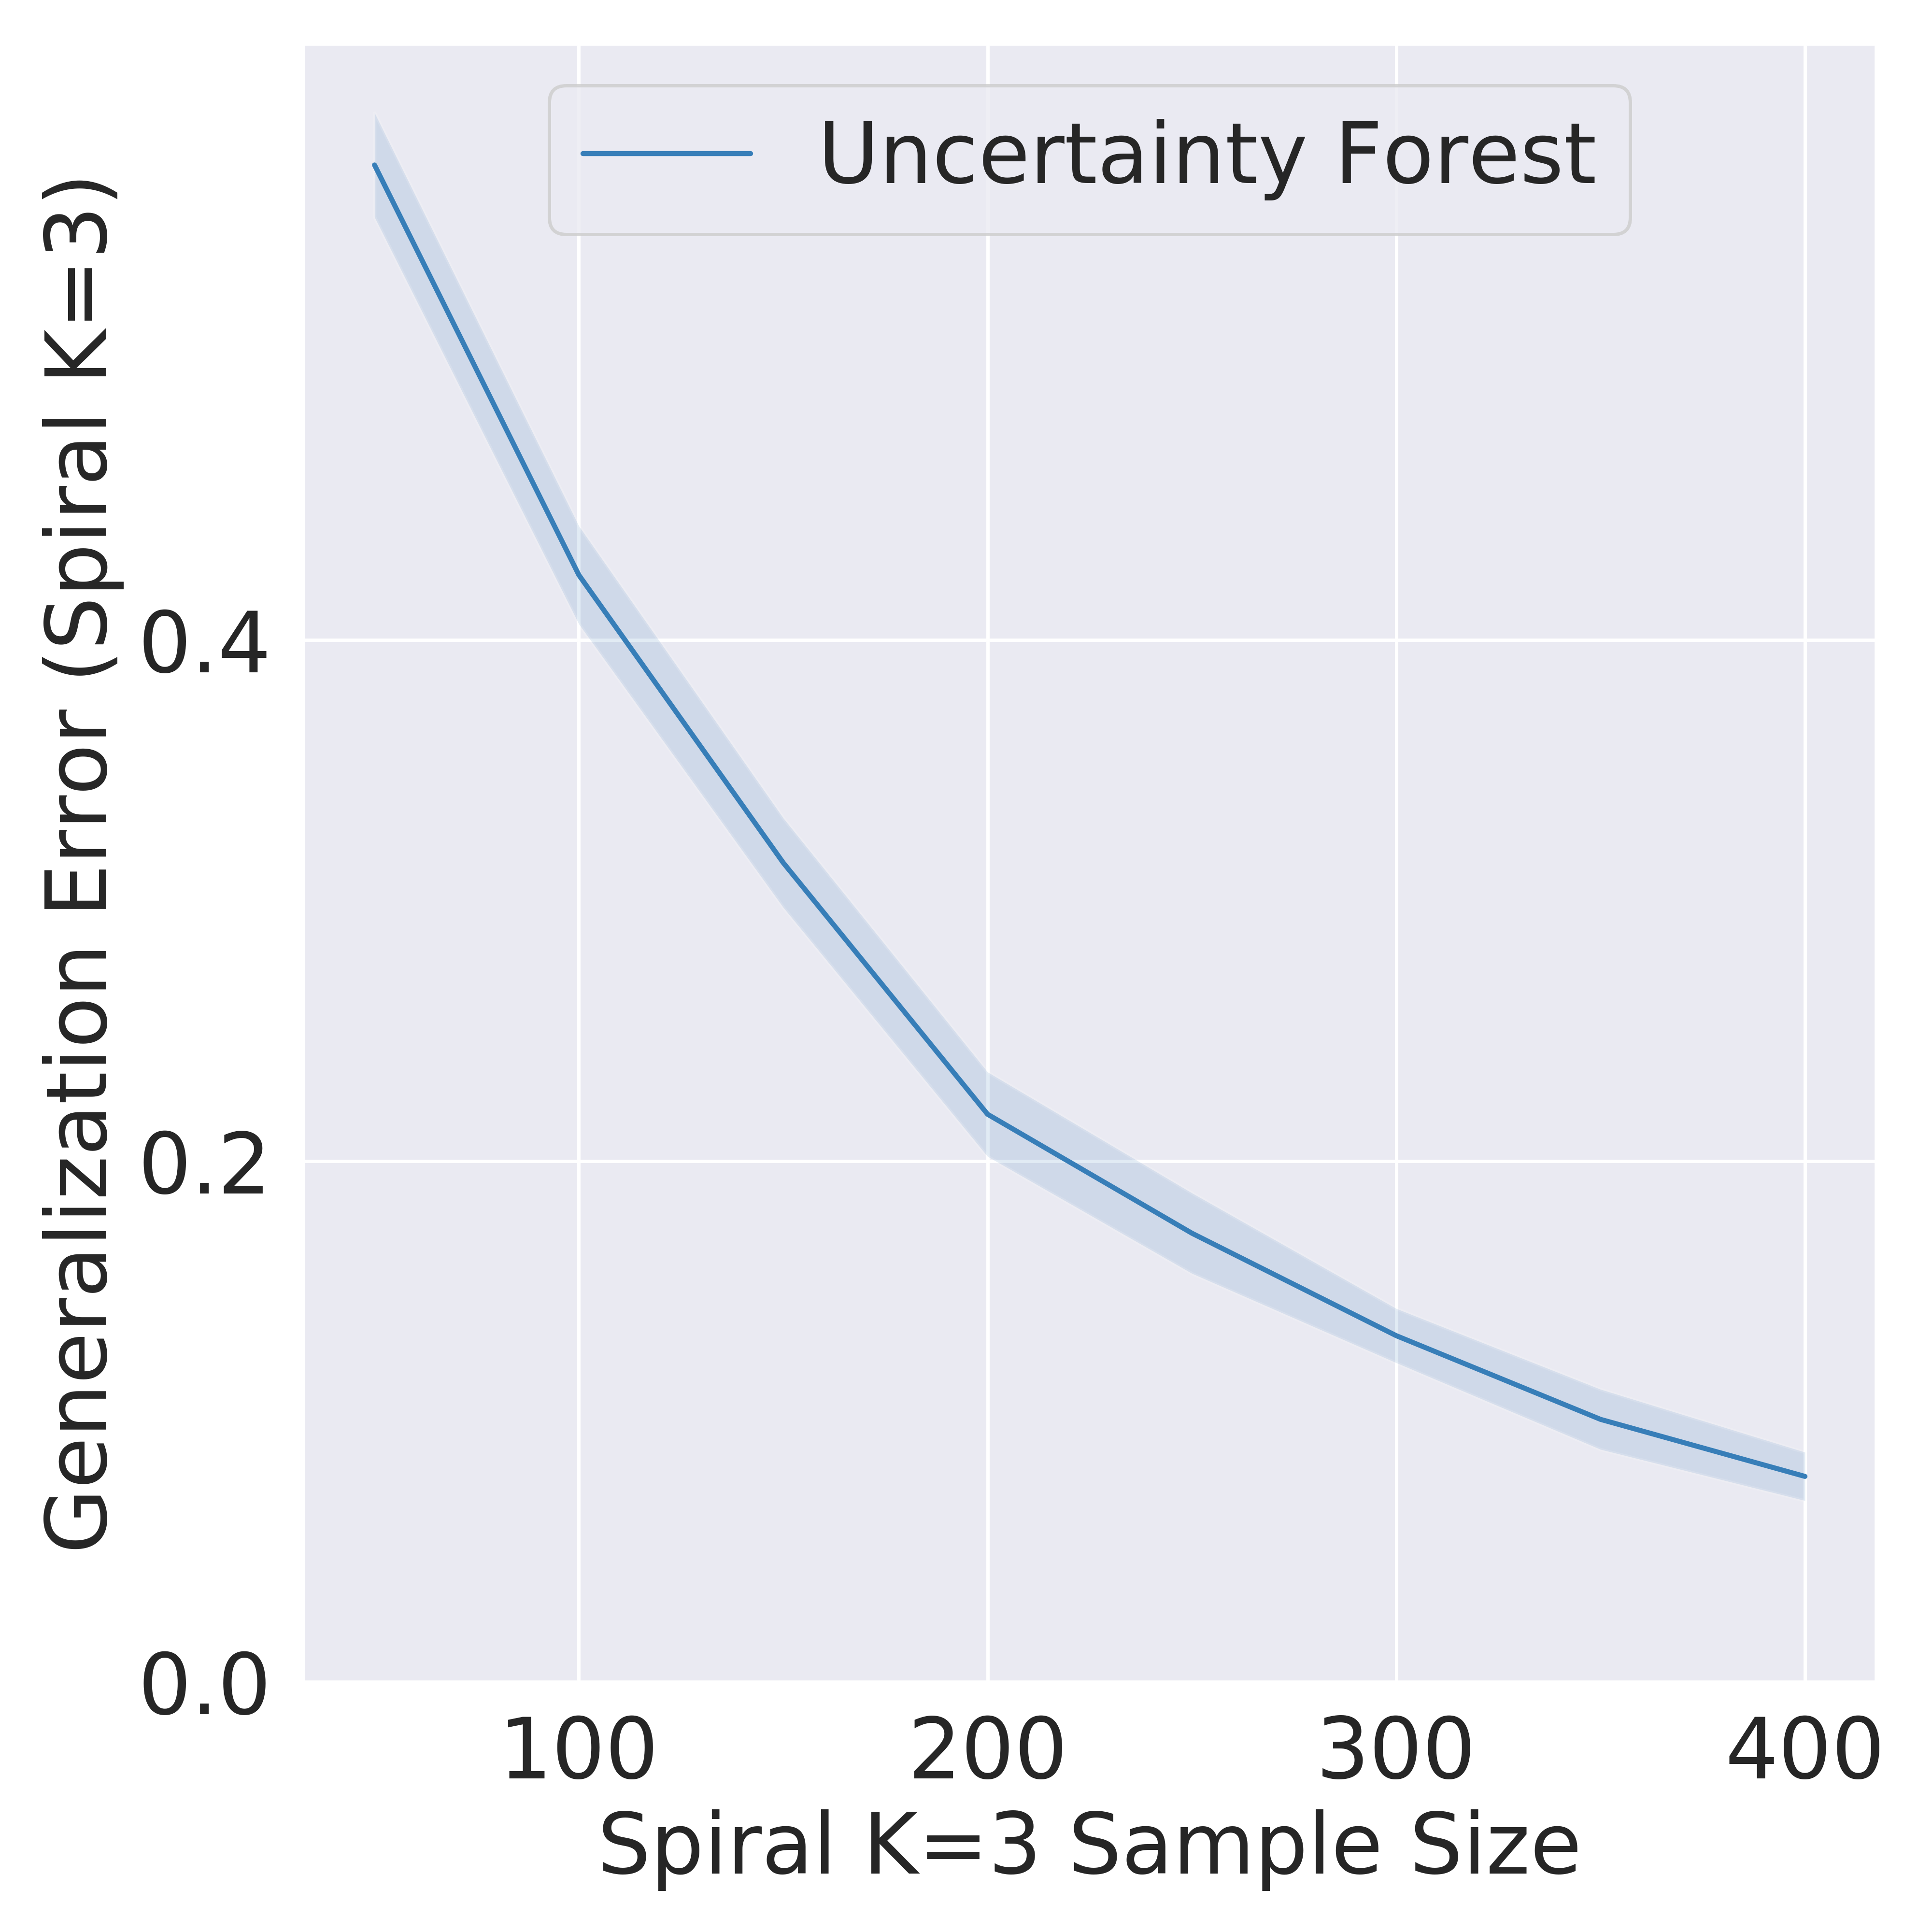 Uncertainty Forest
Generalization Error (Spiral K=3)
0.4
0.2
0.0
100 200 300 400
Spiral K=3 Sample Size